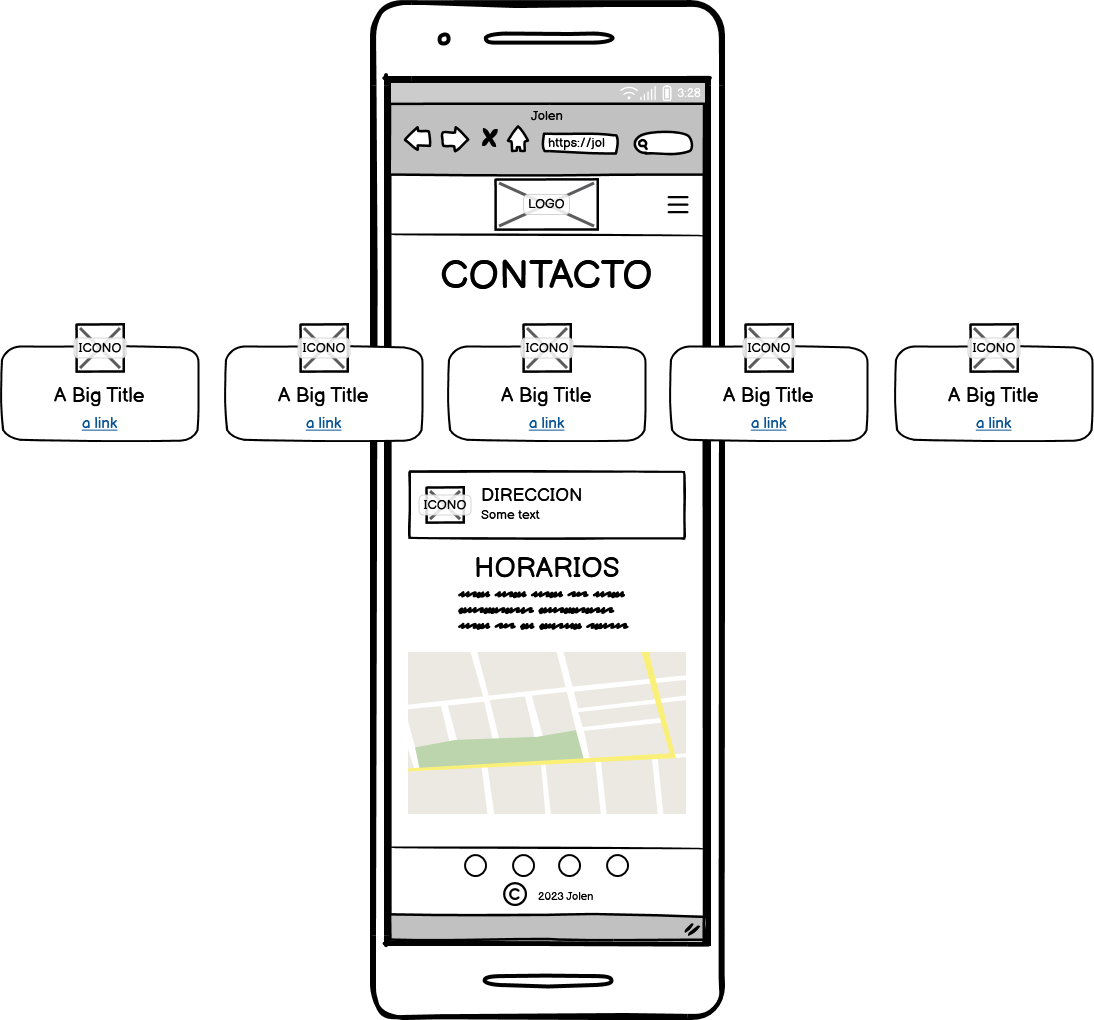 3:28
Jolen
https://jol
LOGO
CONTACTO
ICONO ICONO ICONO ICONO ICONO
A Big Title A Big Title A Big Title A Big Title A Big Title
a link a link a link a link a link
ICONO
DIRECCION
Some text
HORARIOS
© 2023 Jolen